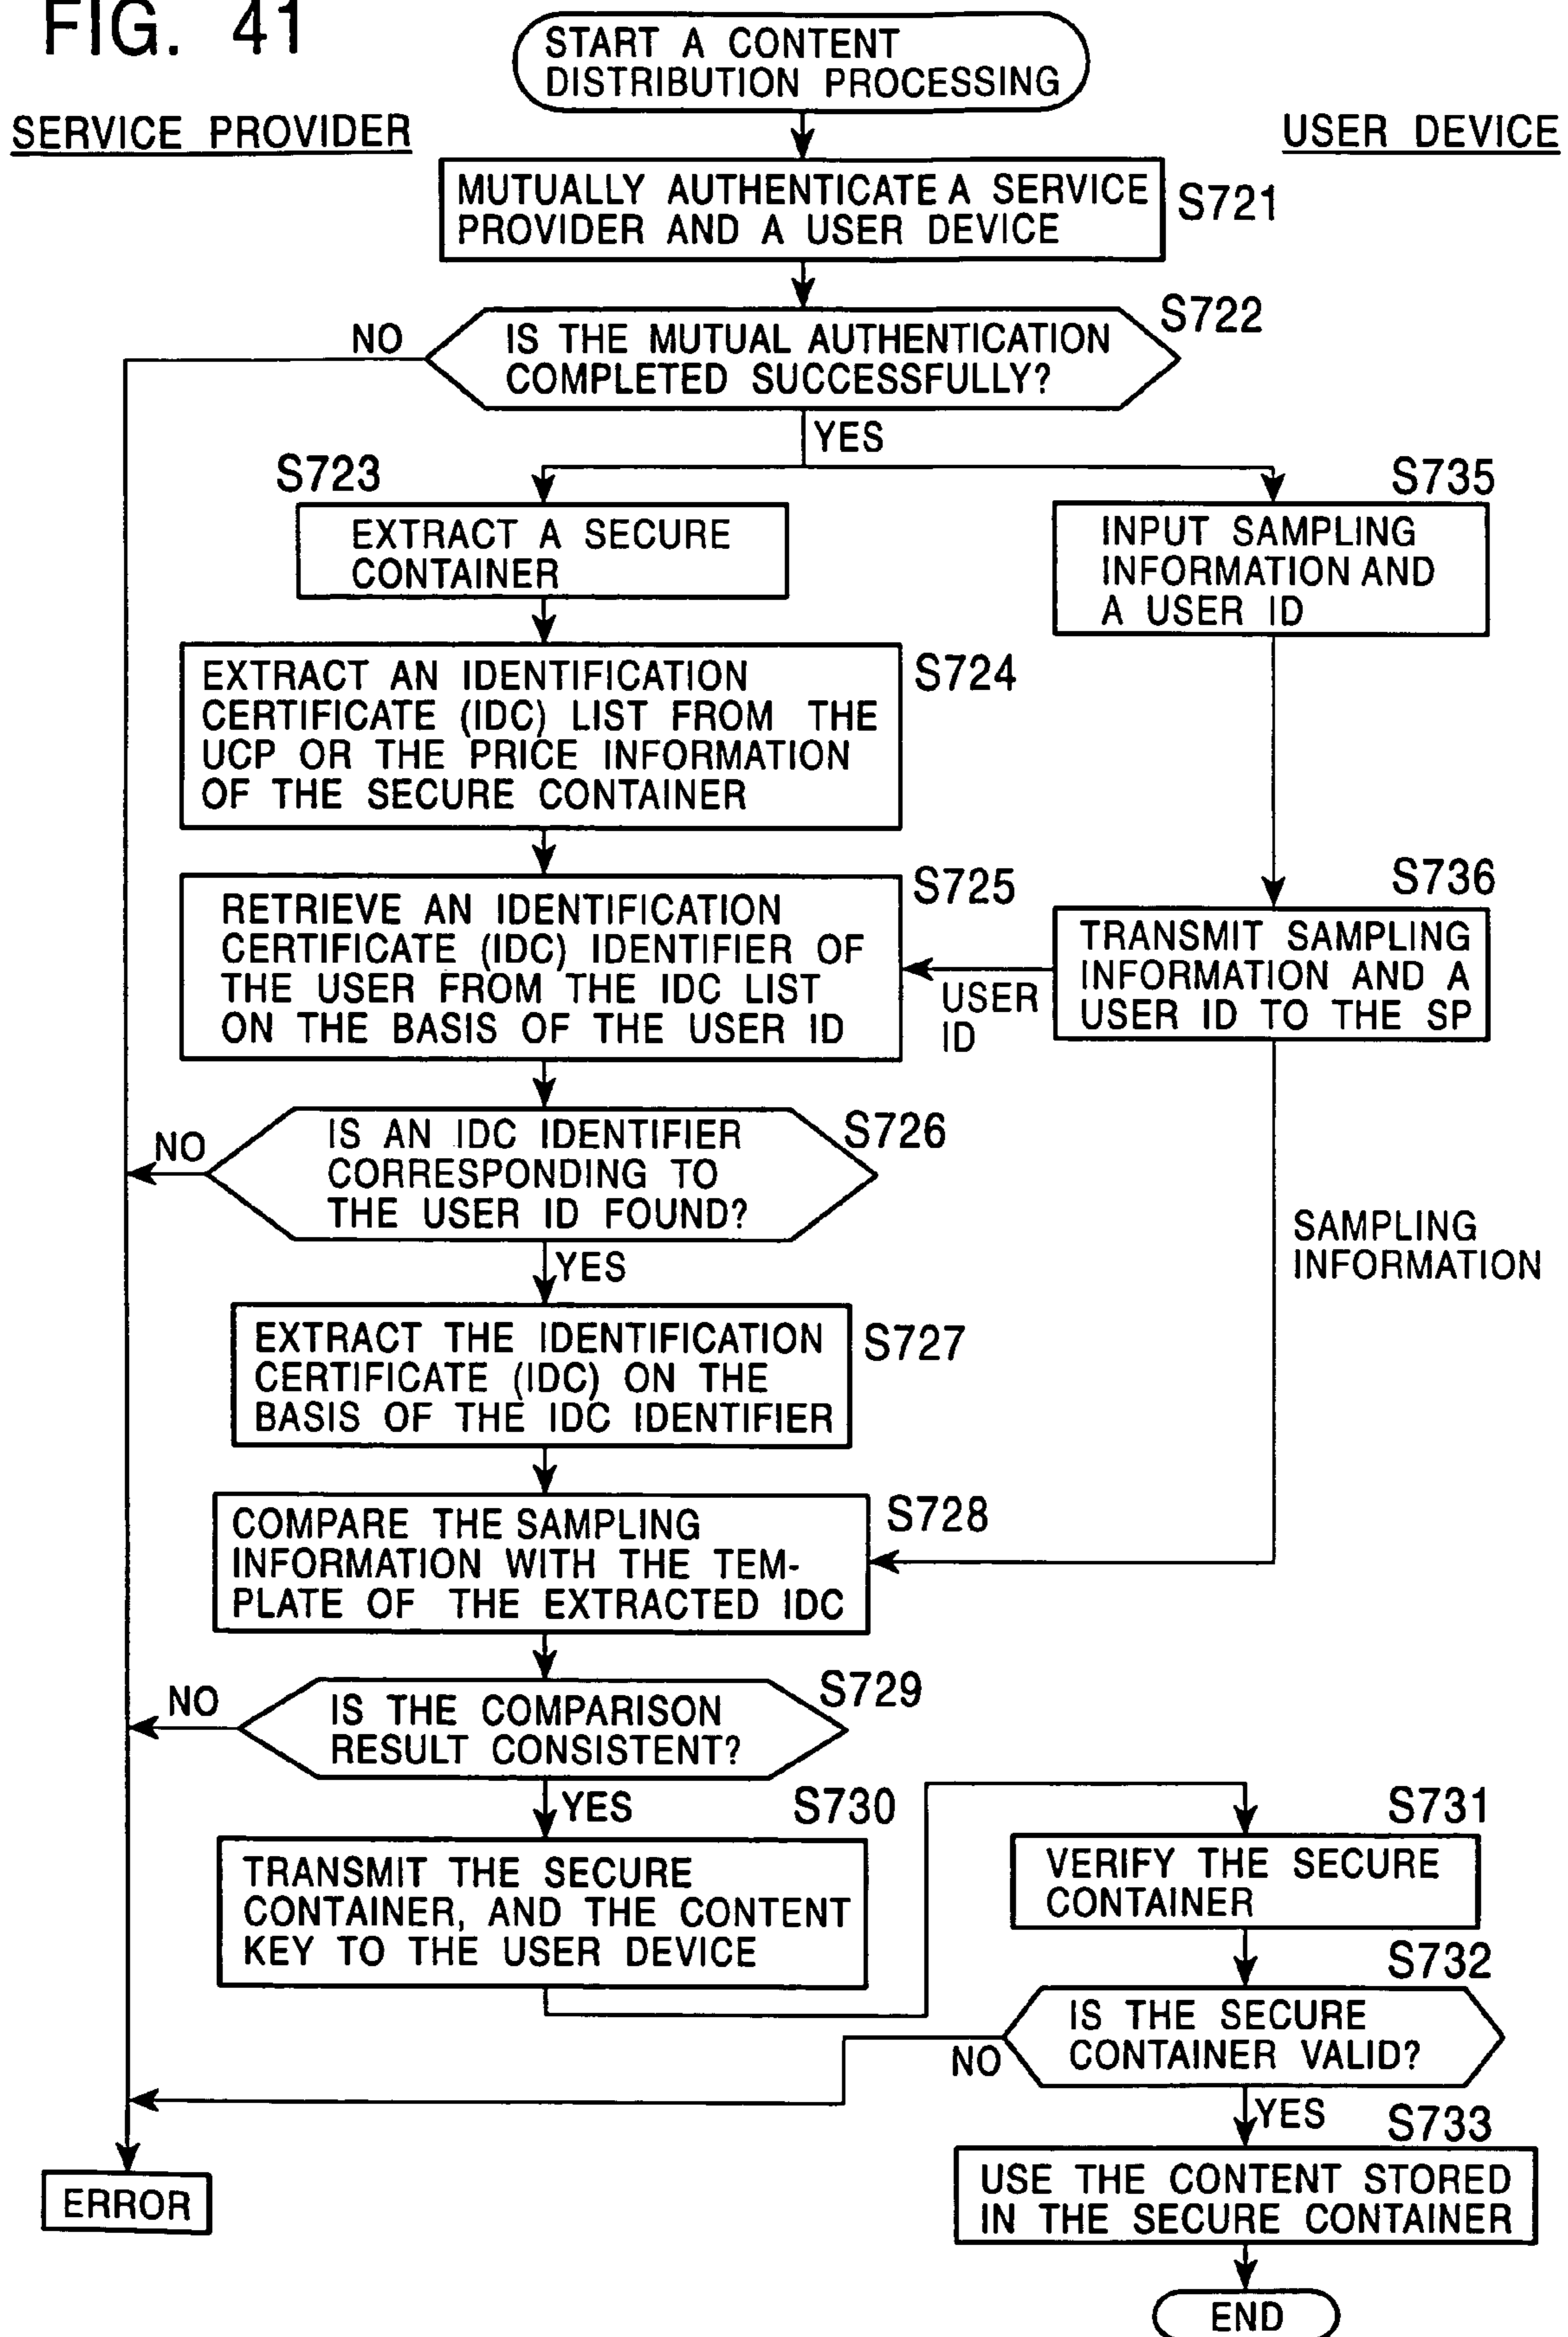 FIG. 41
START A CONTENT
DISTRIBUTION PROCESSING
SERVICE PROVIDER
USER DEVICE
MUTUALLY AUTHENTICATE A SERVICE
PROVIDER AND A USER DEVICE
S721
S722
NO
IS THE MUTUAL AUTHENTICATION
COMPLETED SUCCESSFULLY?
YES
S723
S735
EXTRACT A SECURE
CONTAINER
INPUT SAMPLING
INFORMATION AND
A USER ID
EXTRACT AN IDENTIFICATION
CERTIFICATE (IDC) LIST FROM THE
UCP OR THE PRICE INFORMATION
OF THE SECURE CONTAINER
S724
RETRIEVE AN IDENTIFICATION
CERTIFICATE (IDC) IDENTIFIER OF
THE USER FROM THE IDC LIST
ON THE BASIS OF THE USER ID
S725
USER
ID
S736
TRANSMIT SAMPLING
INFORMATION AND A
USER ID TO THE SP
NO
IS AN IDC IDENTIFIER
CORRESPONDING TO
THE USER ID FOUND?
S726
YES
SAMPLING
INFORMATION
EXTRACT THE IDENTIFICATION
CERTIFICATE (IDC) ON THE
BASIS OF THE IDC IDENTIFIER
S727
COMPARE THE SAMPLING
INFORMATION WITH THE TEM-
PLATE OF THE EXTRACTED IDC
S728
NO
IS THE COMPARISON
RESULT CONSISTENT?
S729
YES
S730
TRANSMIT THE SECURE
CONTAINER, AND THE CONTENT
KEY TO THE USER DEVICE
S731
VERIFY THE SECURE
CONTAINER
S732
IS THE SECURE
CONTAINER VALID?
NO
YES
S733
USE THE CONTENT STORED
IN THE SECURE CONTAINER
ERROR
END